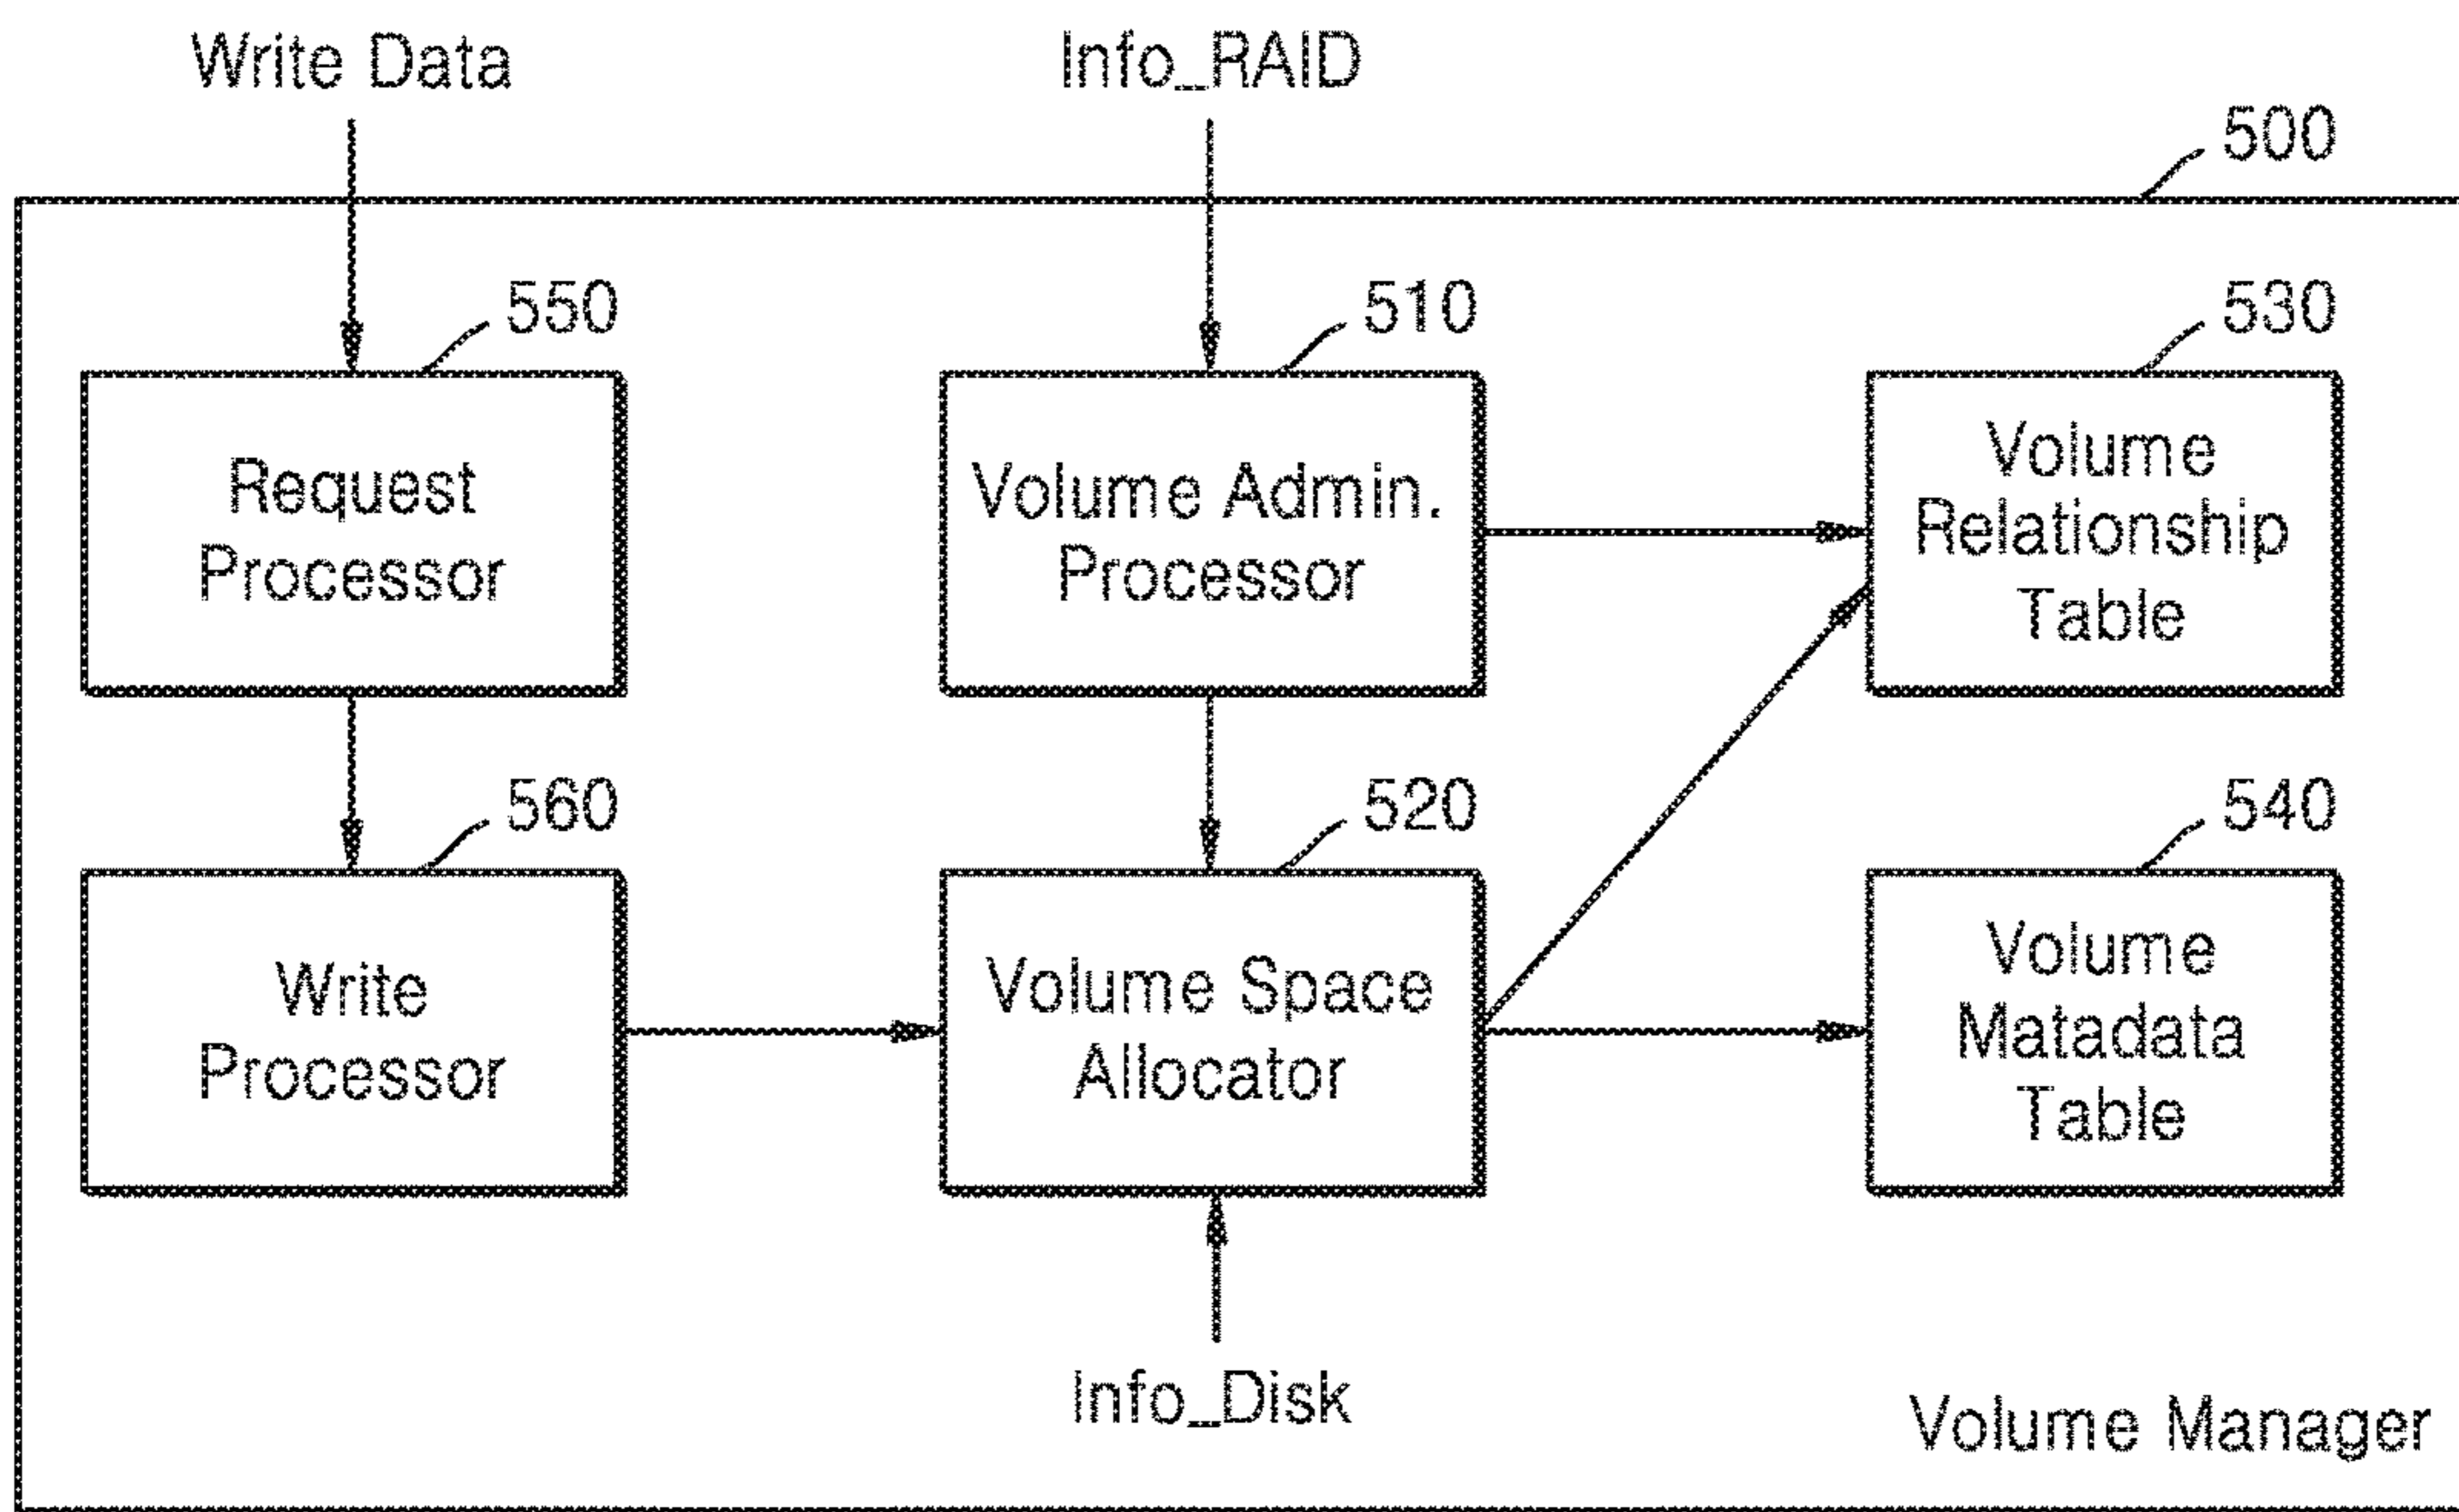 Write Data
Info_RAID
500
550
510
530
Request
Processor
Volume Admin.
Processor
Volume
Relationship
Table
560
520
540
Write
Processor
Volume Space
Allocator
Volume
Matadata
Table
Info_Disk
Volume Manager